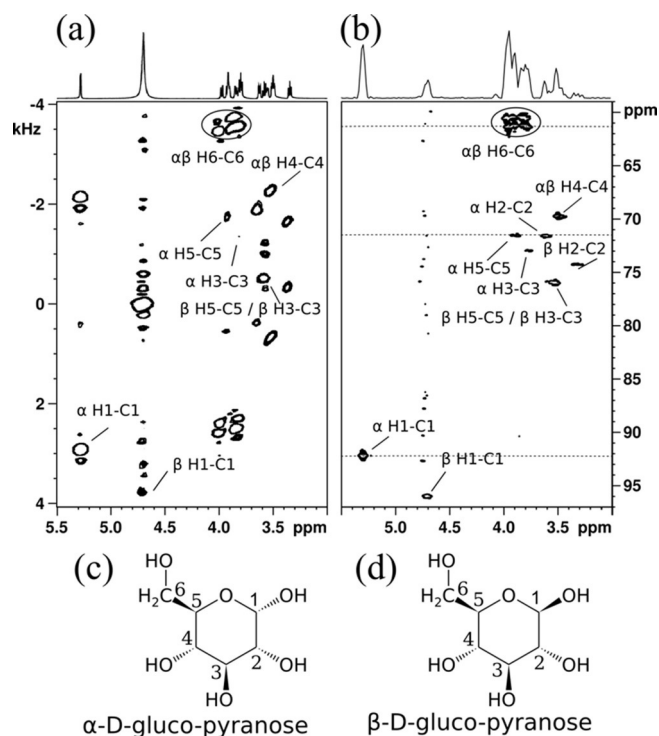 (a)
(b)
-4
kHz
-2
0
2
4
αβ H6-C6
αβ H4-C4
α H5-C5
α H3-C3
β H5-C5 / β H3-C3
α H1-C1
β H1-C1
5.5 5.0 4.5 4.0 3.5 ppm
ppm
65
70
75
80
85
90
95
αβ H6-C6
αβ H4-C4
α H2-C2
β H2-C2
α H5-C5
α H3-C3
β H5-C5 / β H3-C3
α H1-C1
β H1-C1
5.0 4.5 4.0 3.5 ppm
(c)
HO
6
H2C
5
O
1
OH
4
2
HO
3
OH
HO
α-D-gluco-pyranose
(d)
HO
6
H2C
5
O
1
OH
4
2
HO
3
OH
HO
β-D-gluco-pyranose